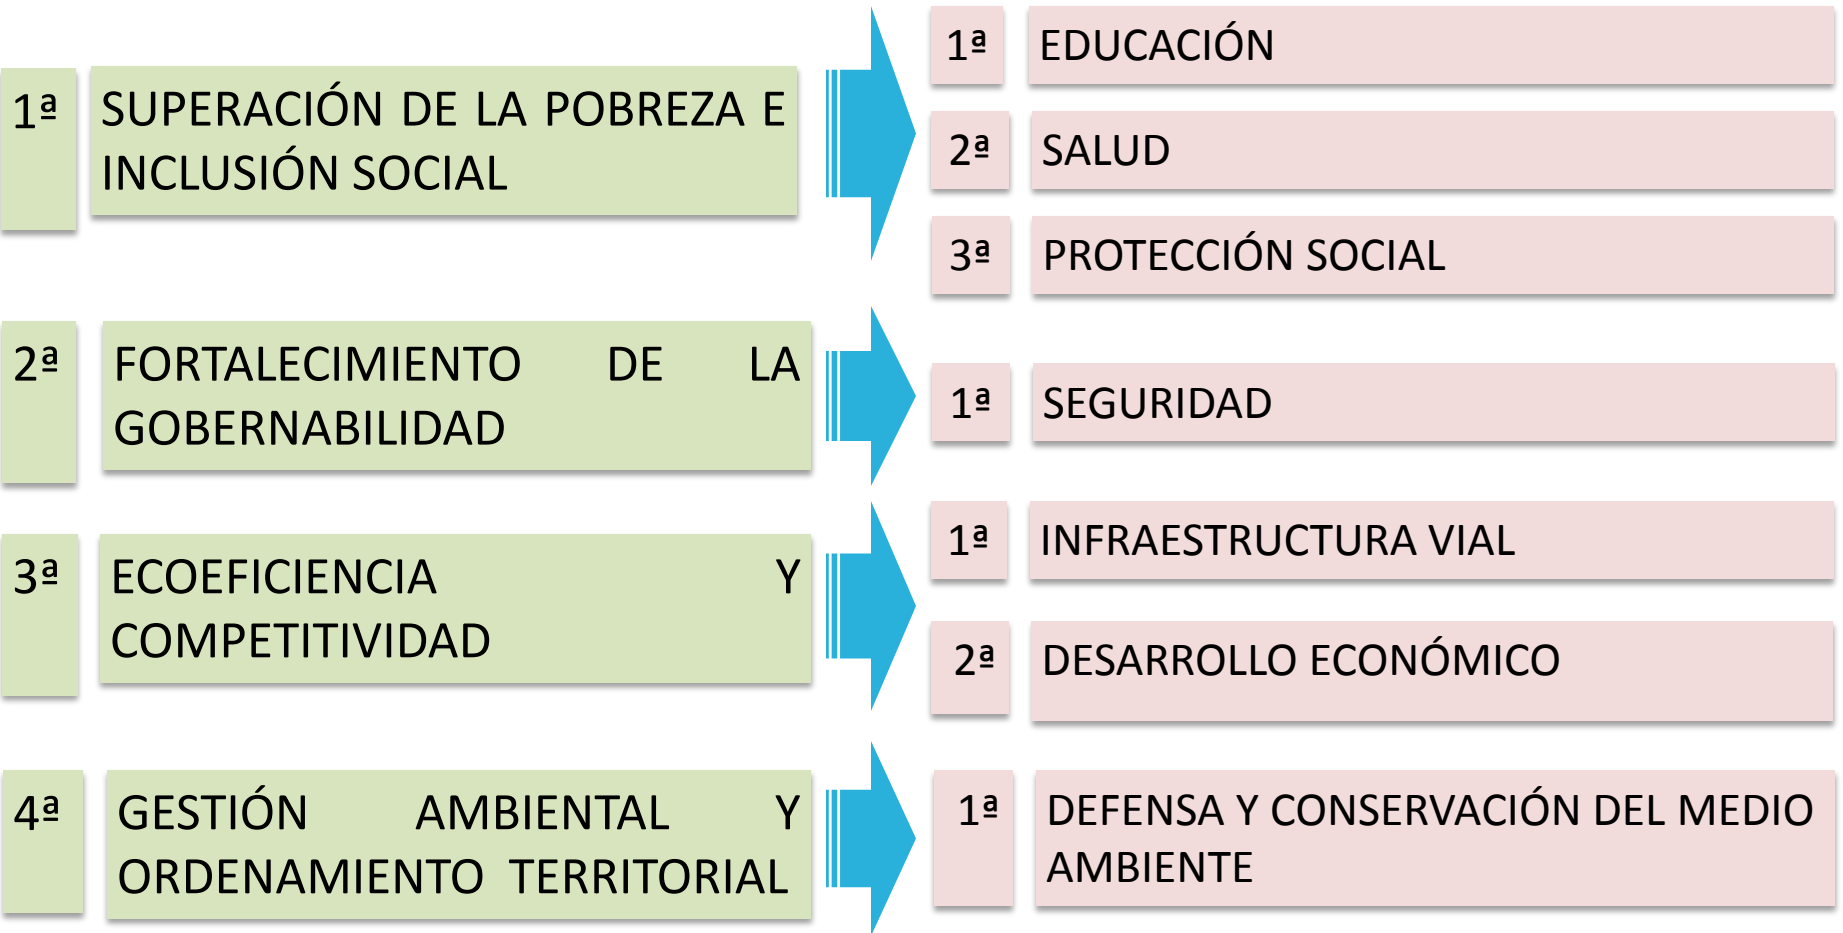 1ª
SUPERACIÓN DE LA POBREZA E
INCLUSIÓN SOCIAL
1ª
EDUCACIÓN
2ª
SALUD
3ª
PROTECCIÓN SOCIAL
2ª
FORTALECIMIENTO DE LA
GOBERNABILIDAD
1ª
SEGURIDAD
3ª
ECOEFICIENCIA Y
COMPETITIVIDAD
1ª
INFRAESTRUCTURA VIAL
2ª
DESARROLLO ECONÓMICO
4ª
GESTIÓN AMBIENTAL Y
ORDENAMIENTO TERRITORIAL
1ª
DEFENSA Y CONSERVACIÓN DEL MEDIO
AMBIENTE